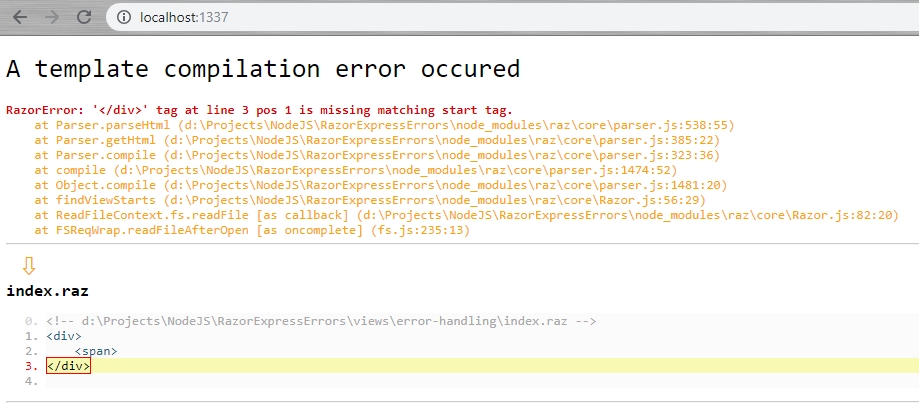 localhost:1337
A template compilation error occured
RazorError: '</div>' tag at line 3 pos 1 is missing matching start tag.
at Parser.parseHtml (d:\Projects\NodeJS\RazorExpressErrors\node_modules\raz\core\parser.js:538:55)
at Parser.getHtml (d:\Projects\NodeJS\RazorExpressErrors\node_modules\raz\core\parser.js:385:22)
at Parser.compile (d:\Projects\NodeJS\RazorExpressErrors\node_modules\raz\core\parser.js:323:36)
at compile (d:\Projects\NodeJS\RazorExpressErrors\node_modules\raz\core\parser.js:1474:52)
at Object.compile (d:\Projects\NodeJS\RazorExpressErrors\node_modules\raz\core\parser.js:1481:20)
at findViewStarts (d:\Projects\NodeJS\RazorExpressErrors\node_modules\raz\core\Razor.js:56:29)
at ReadFileContext.fs.readFile [as callback] (d:\Projects\NodeJS\RazorExpressErrors\node_modules\raz\core\Razor.js:82:20)
at FSReqWrap.readFileAfterOpen [as oncomplete] (fs.js:235:13)
index.raz
0. <!-- d:\Projects\NodeJS\RazorExpressErrors\views\error-handling\index.raz -->
1. <div>
2. <span>
3. </div>
4.